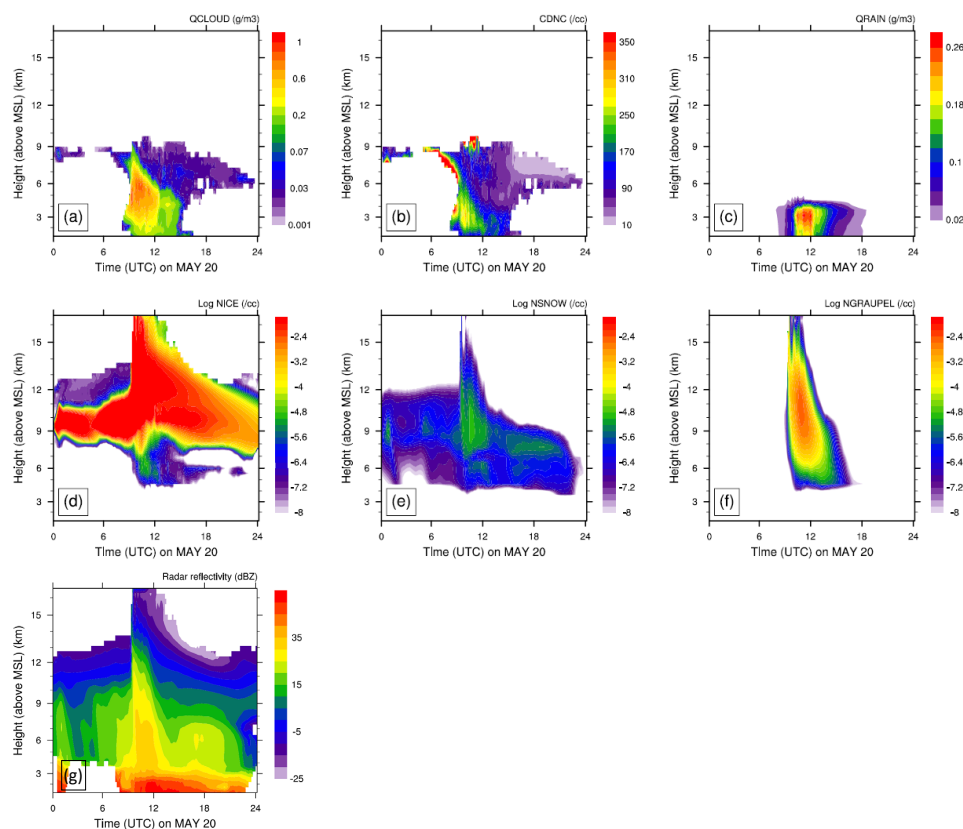 QCLOUD (g/m3)
Height (above MSL) (km)
15
12
9
6
3
0 6 12 18 24
Time (UTC) on MAY 20
(a)
1
0.6
0.2
0.07
0.03
0.001
CDNC (/cc)
Height (above MSL) (km)
15
12
9
6
3
0 6 12 18 24
Time (UTC) on MAY 20
(b)
350
310
250
170
90
10
QRAIN (g/m3)
Height (above MSL) (km)
15
12
9
6
3
0 6 12 18 24
Time (UTC) on MAY 20
(c)
0.26
0.18
0.1
0.02
Log NICE (/cc)
Height (above MSL) (km)
15
12
9
6
3
0 6 12 18 24
Time (UTC) on MAY 20
(d)
-2.4
-3.2
-4
-4.8
-5.6
-6.4
-7.2
-8
Log NSNOW (/cc)
Height (above MSL) (km)
15
12
9
6
3
0 6 12 18 24
Time (UTC) on MAY 20
(e)
-2.4
-3.2
-4
-4.8
-5.6
-6.4
-7.2
-8
Log NGRAUPEL (/cc)
Height (above MSL) (km)
15
12
9
6
3
0 6 12 18 24
Time (UTC) on MAY 20
(f)
-2.4
-3.2
-4
-4.8
-5.6
-6.4
-7.2
-8
Radar reflectivity (dBZ)
Height (above MSL) (km)
15
12
9
6
3
0 6 12 18 24
Time (UTC) on MAY 20
(g)
35
15
-5
-25